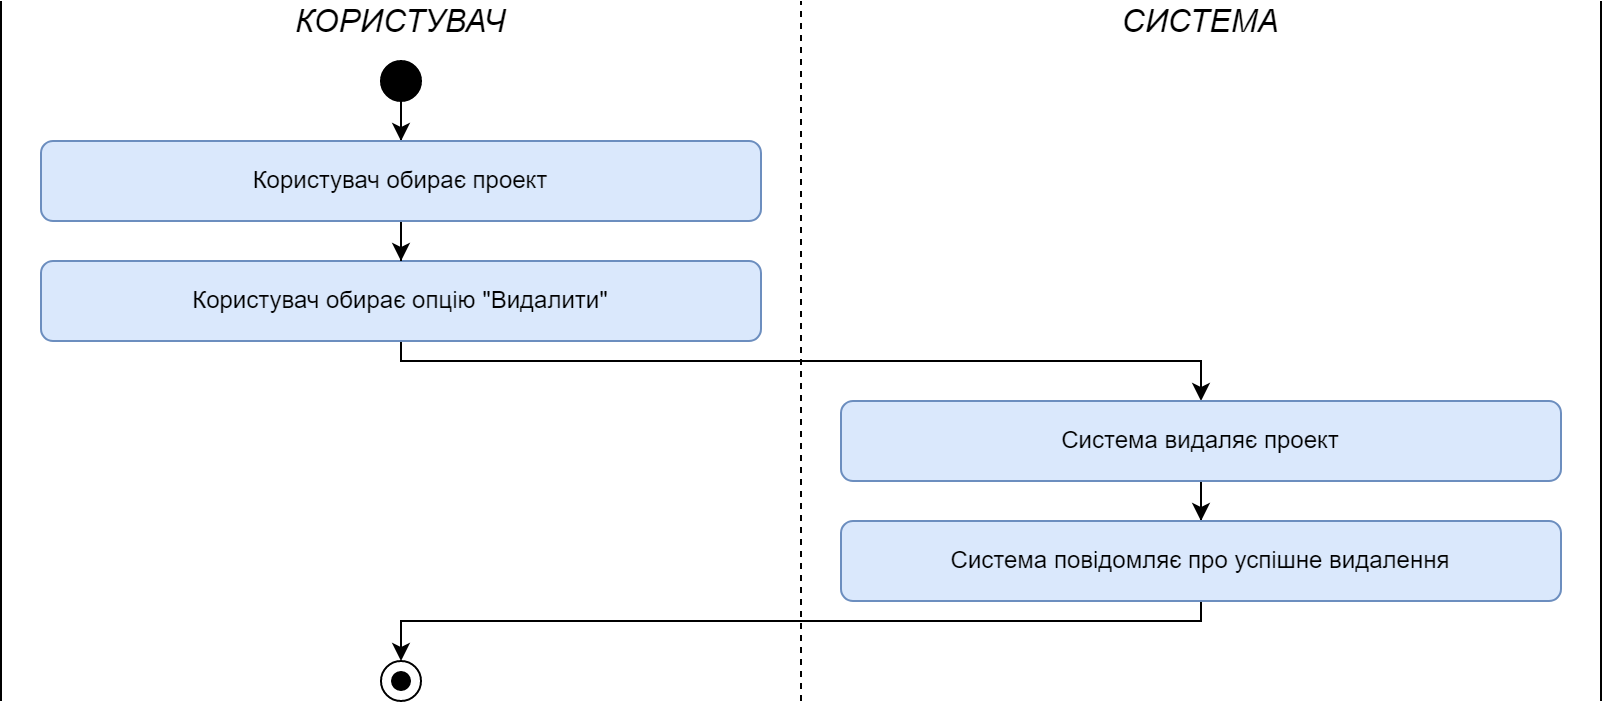 КОРИСТУВАЧ
СИСТЕМА
Користувач обирає проект
Користувач обирає опцію "Видалити"
Система видаляє проект
Система повідомляє про успішне видалення